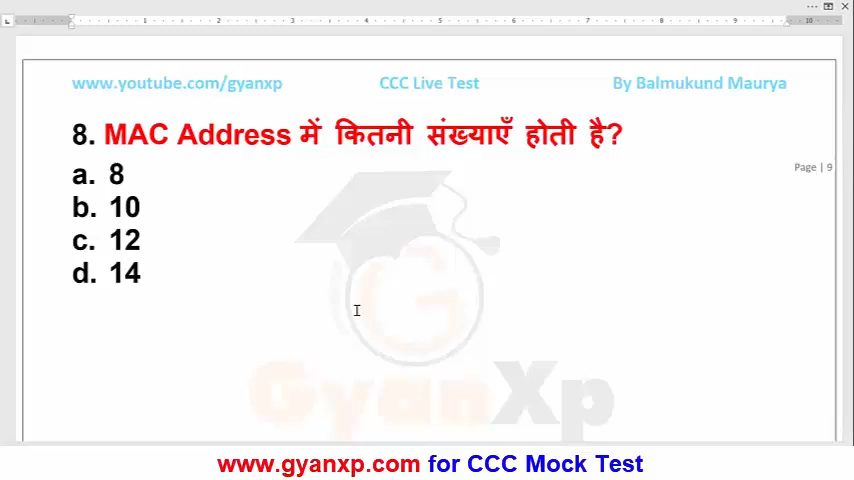 www.youtube.com/gyanxp CCC Live Test By Balmukund Maurya
8. MAC Address में कितनी संख्याएँ होती है?
Page | 9
a. 8
b. 10
c. 12
d. 14
G
GyanXp
www.gyanxp.com for CCC Mock Test